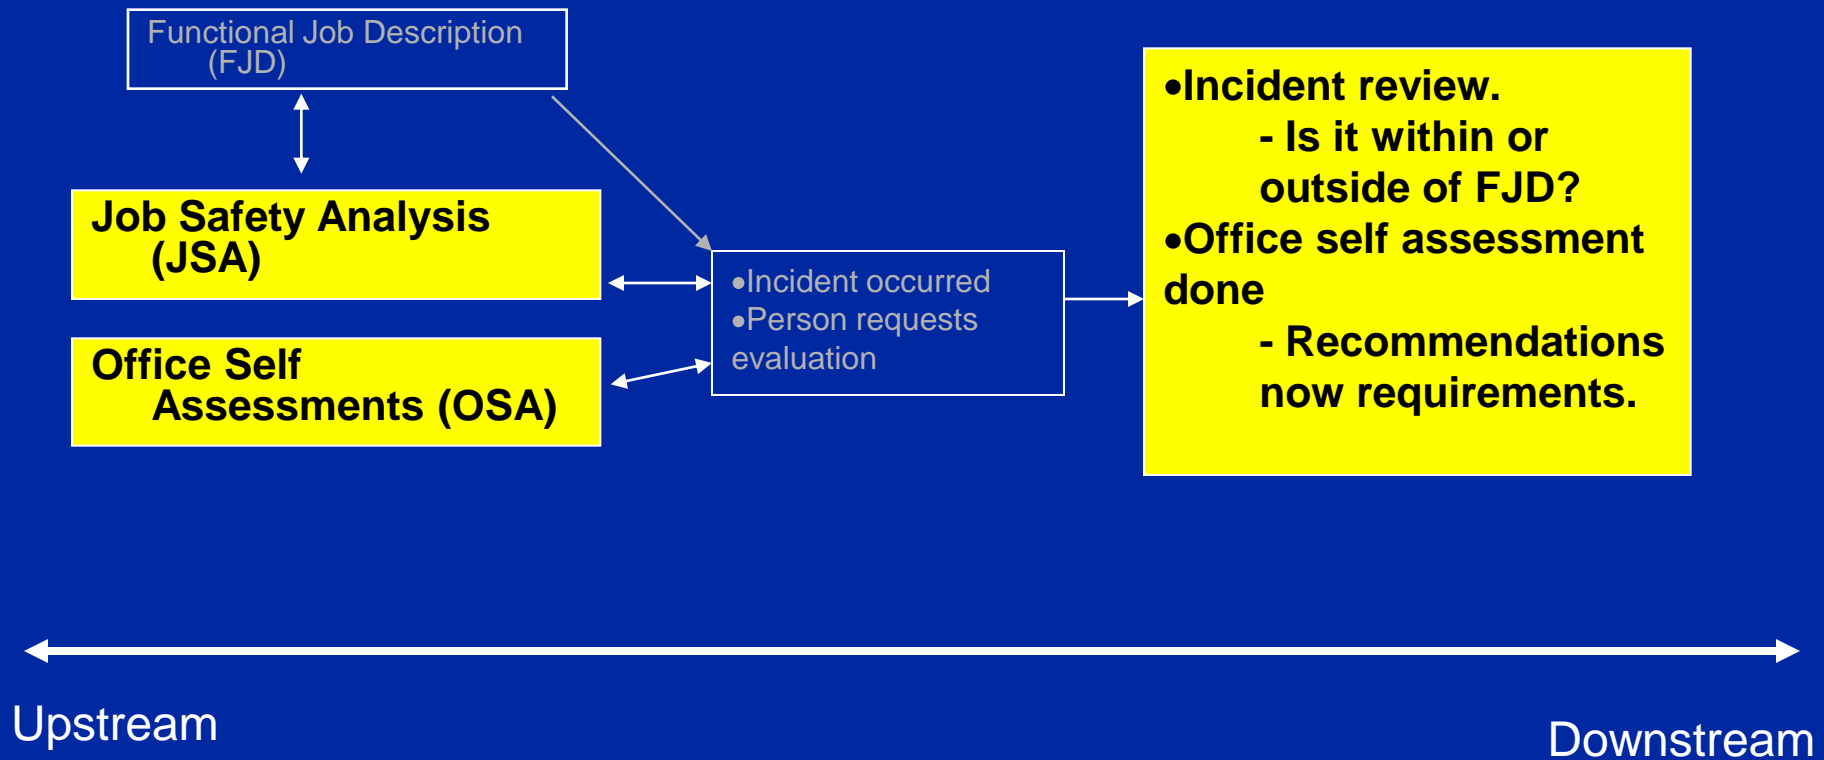 Functional Job Description
(FJD)
Job Safety Analysis
(JSA)
Office Self
Assessments (OSA)
•Incident occurred
•Person requests
evaluation
•Incident review.
- Is it within or
outside of FJD?
•Office self assessment
done
- Recommendations
now requirements.
Upstream
Downstream